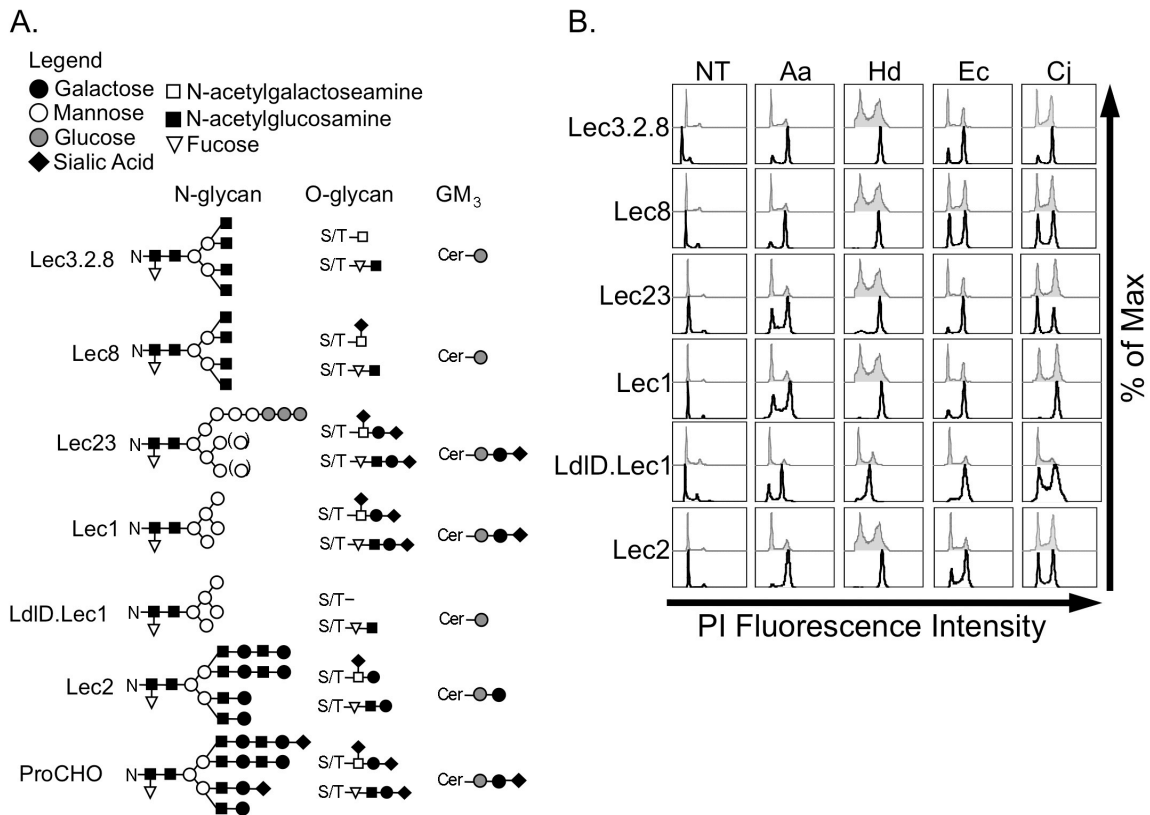 A.
Legend
Galactose
Mannose
Glucose
Sialic Acid
N-acetylgalactoseamine
N-acetylglucosamine
Fucose
N-glycan O-glycan GM3
Lec3.2.8 N S/T S/T Cer
Lec8 N S/T S/T Cer
Lec23 N ( ) ( ) S/T S/T Cer
Lec1 N S/T S/T Cer
LdlD.Lec1 N S/T S/T Cer
Lec2 N S/T S/T Cer
ProCHO N S/T S/T Cer
B.
NT Aa Hd Ec Cj
Lec3.2.8
Lec8
Lec23
Lec1
LdlD.Lec1
Lec2
% of Max
PI Fluorescence Intensity